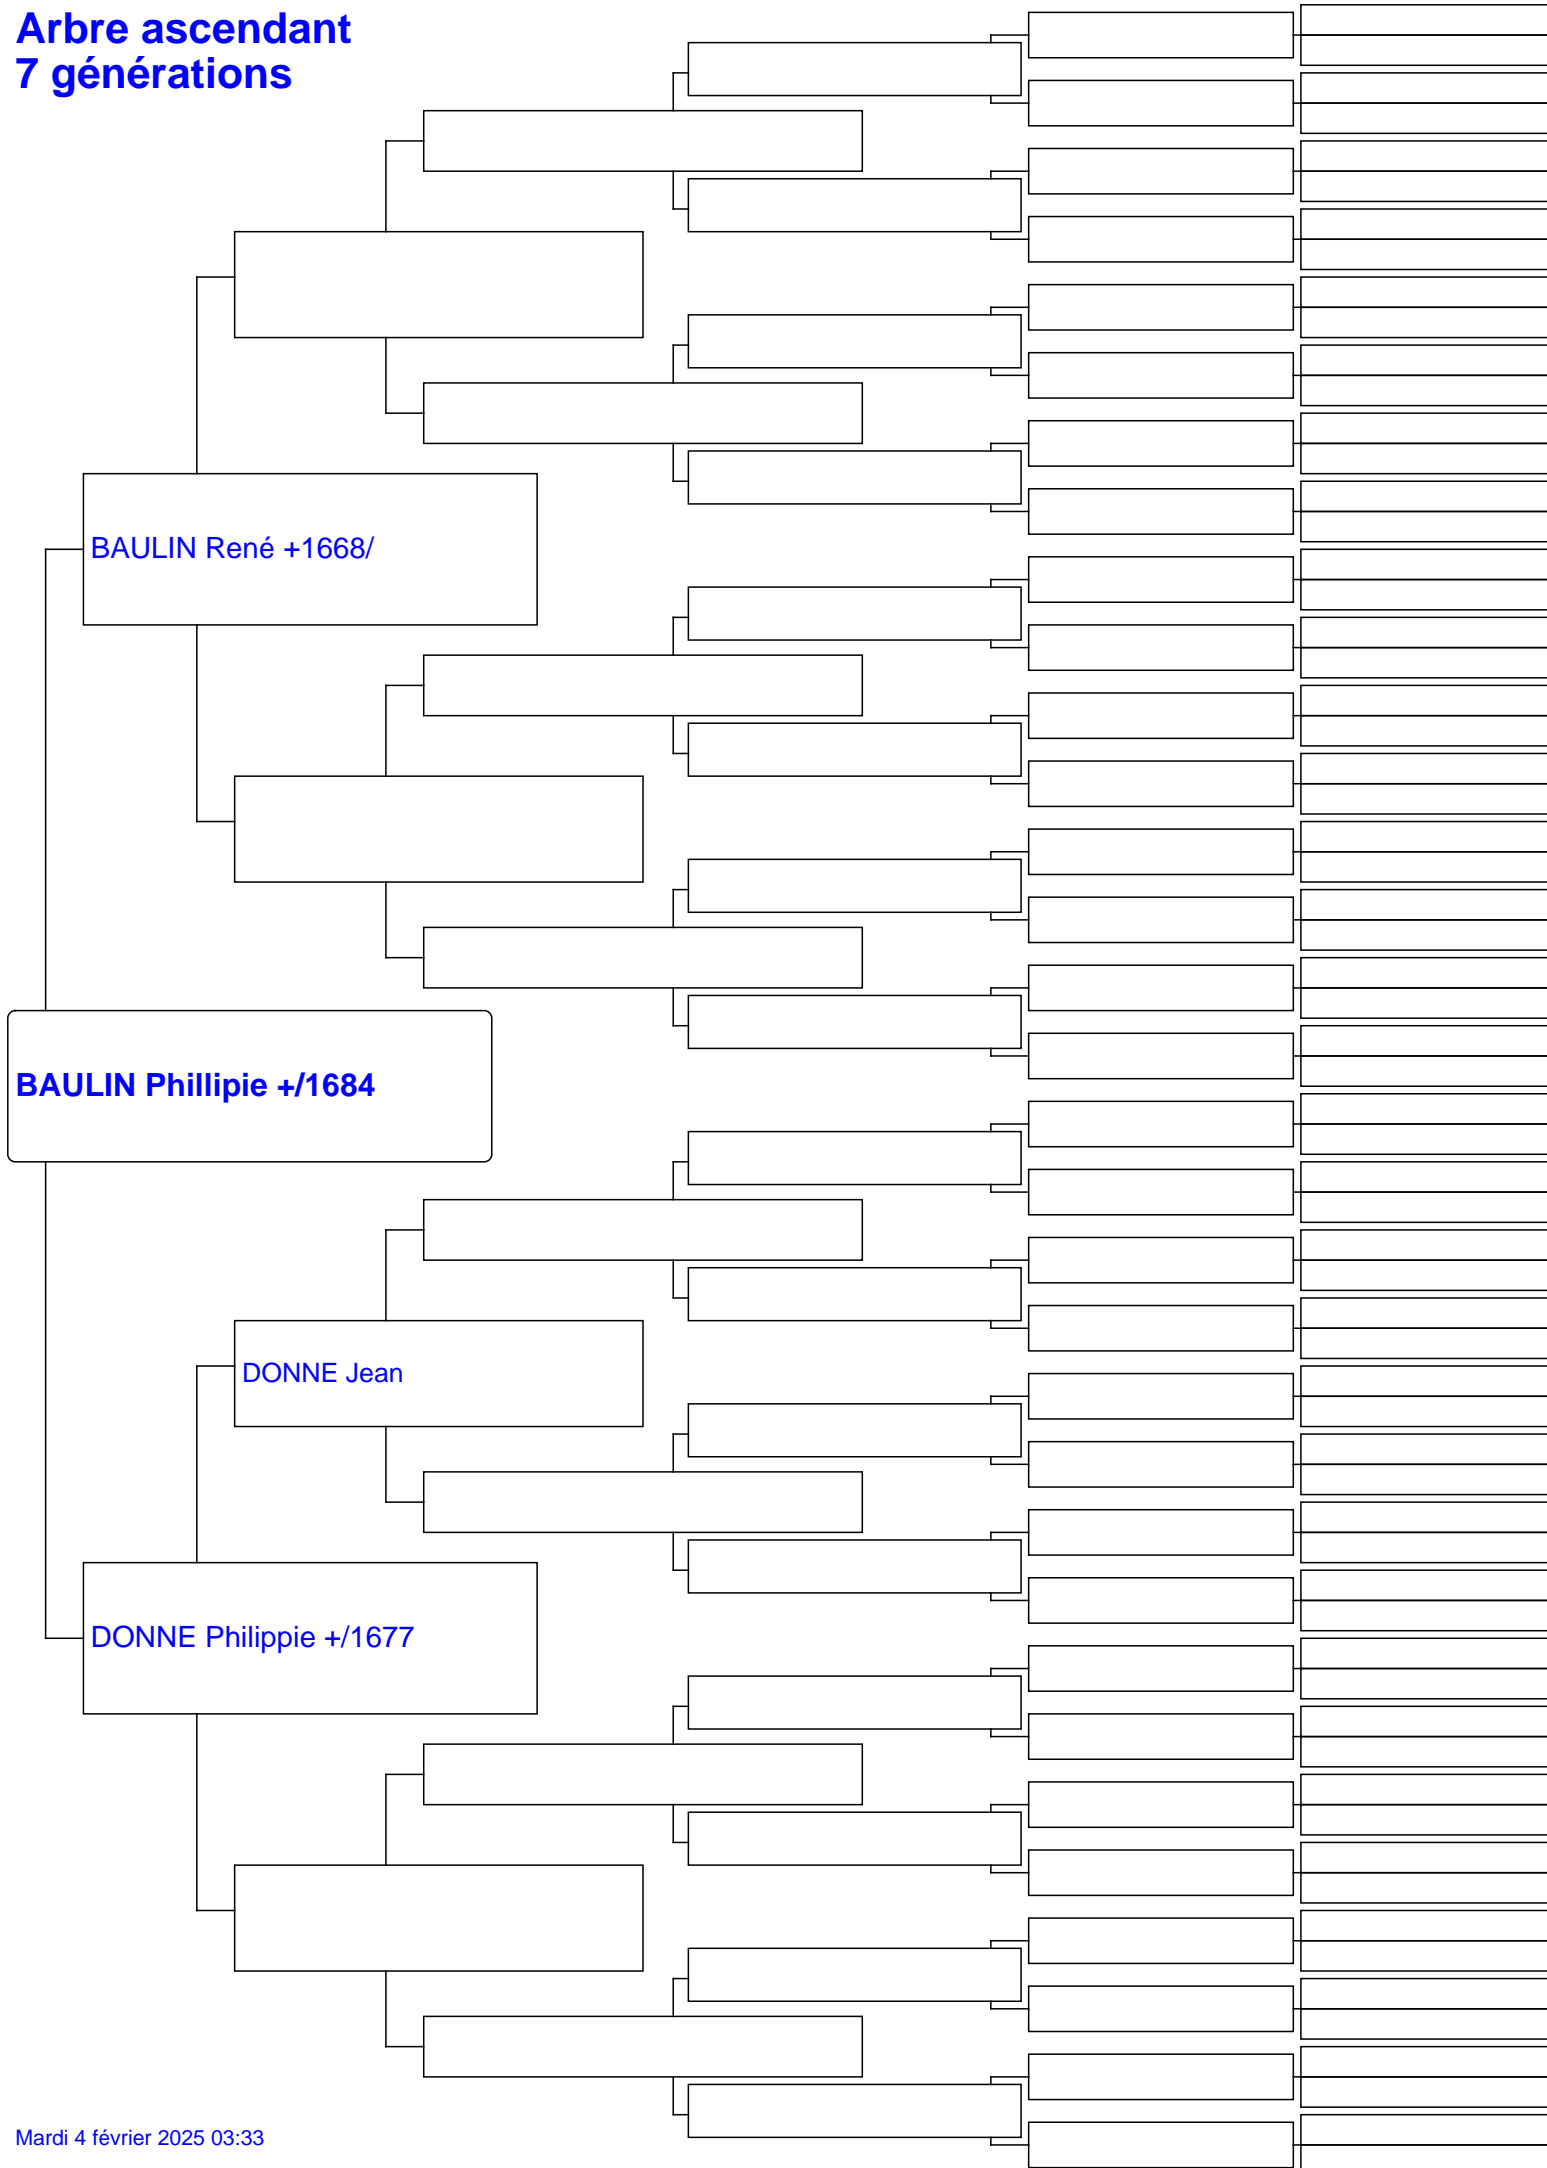 Arbre ascendant
7 générations
BAULIN René +1668/
BAULIN Phillipie +/1684
DONNE Jean
DONNE Philippie +/1677
Mardi 4 février 2025 03:33